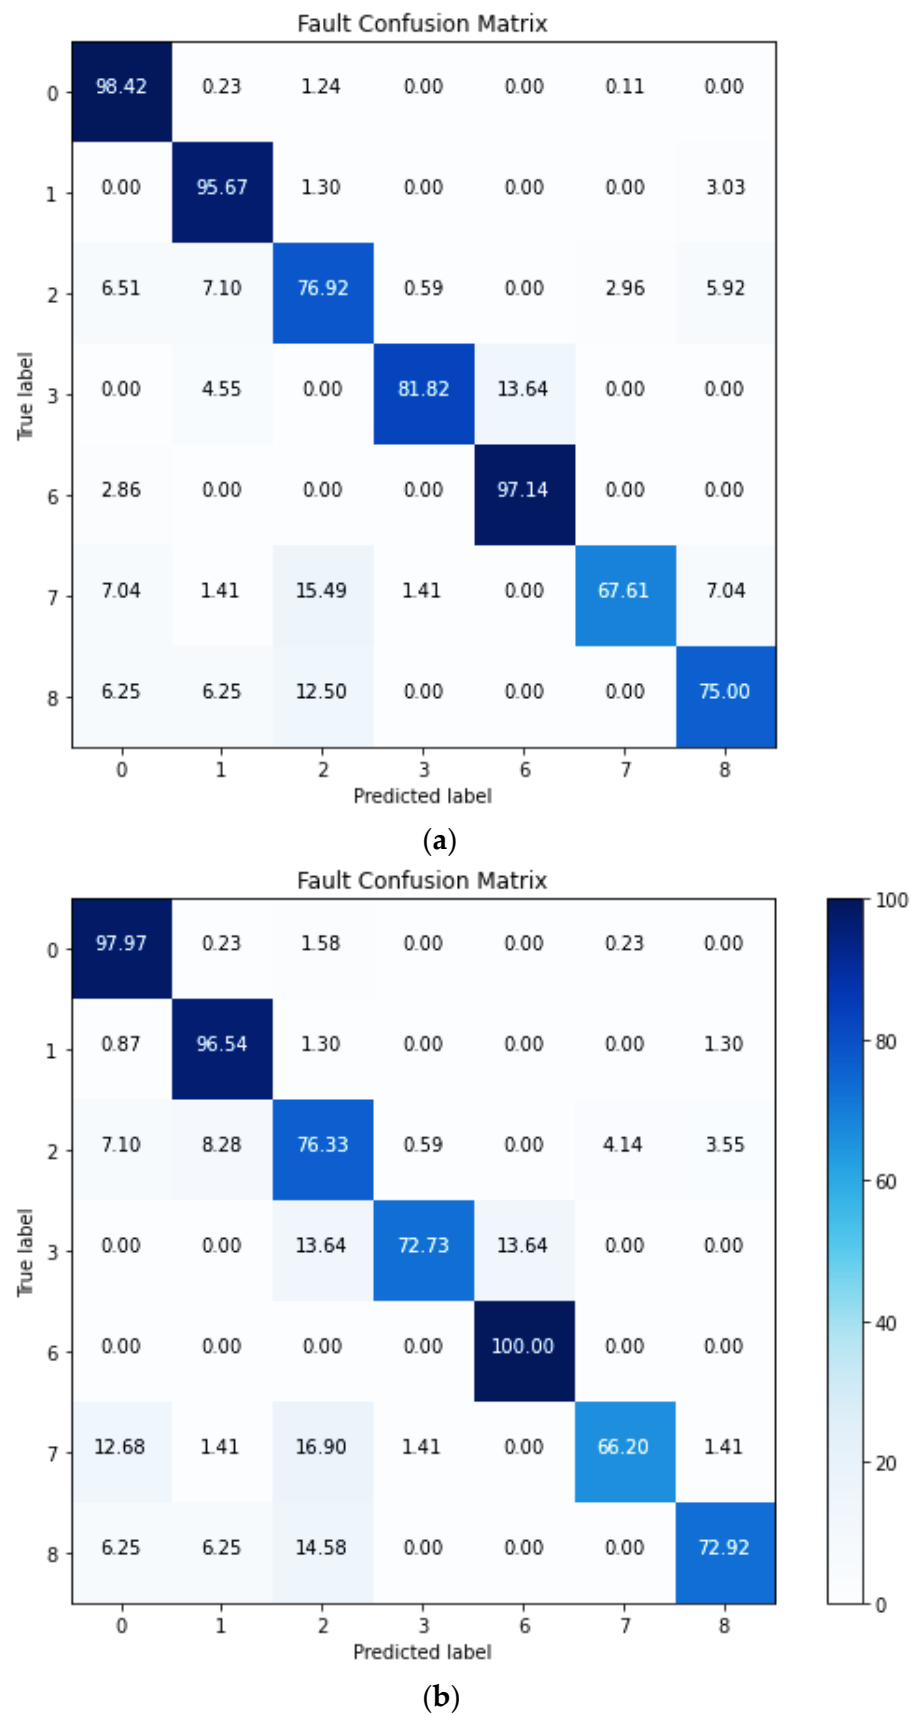 Fault Confusion Matrix
0 98.42 0.23 1.24 0.00 0.00 0.11 0.00
1 0.00 95.67 1.30 0.00 0.00 0.00 3.03
2 6.51 7.10 76.92 0.59 0.00 2.96 5.92
True label
3 0.00 4.55 0.00 81.82 13.64 0.00 0.00
6 2.86 0.00 0.00 0.00 97.14 0.00 0.00
7 7.04 1.41 15.49 1.41 0.00 67.61 7.04
8 6.25 6.25 12.50 0.00 0.00 0.00 75.00
0 1 2 3 6 7 8
Predicted label
(a)
Fault Confusion Matrix
0 97.97 0.23 1.58 0.00 0.00 0.23 0.00
1 0.87 96.54 1.30 0.00 0.00 0.00 1.30
2 7.10 8.28 76.33 0.59 0.00 4.14 3.55
True label
3 0.00 0.00 13.64 72.73 13.64 0.00 0.00
6 0.00 0.00 0.00 0.00 100.00 0.00 0.00
7 12.68 1.41 16.90 1.41 0.00 66.20 1.41
8 6.25 6.25 14.58 0.00 0.00 0.00 72.92
0 1 2 3 6 7 8
Predicted label
100
80
60
40
20
0
(b)